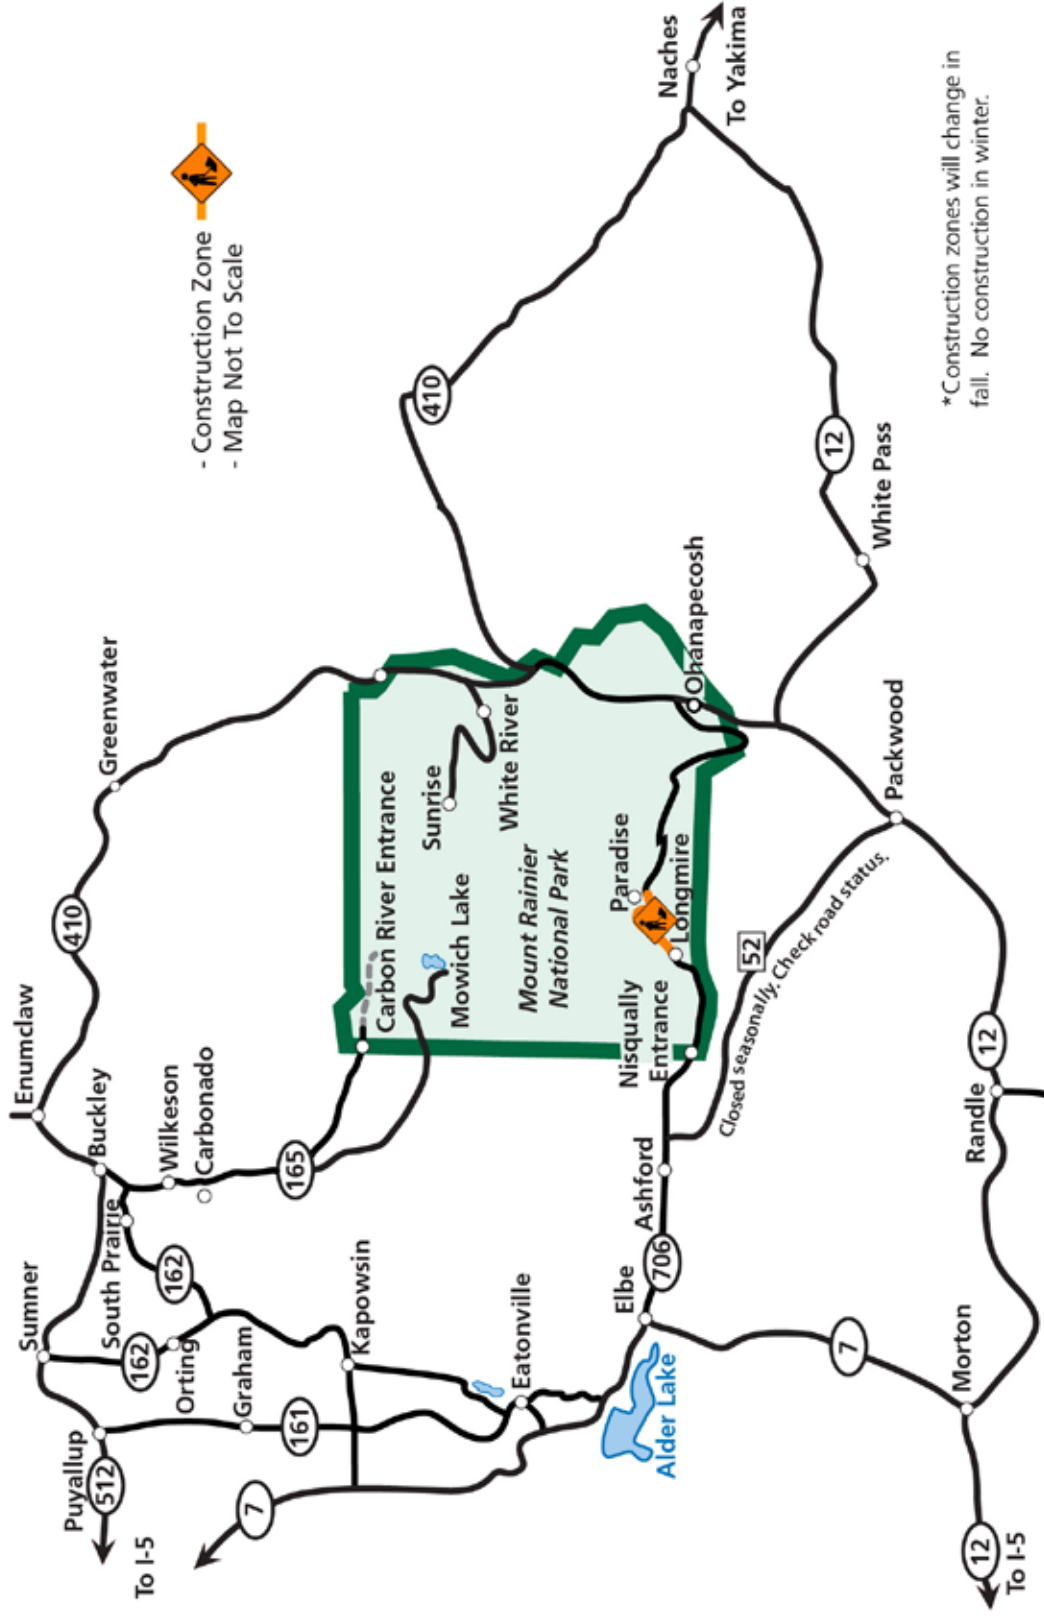 - Construction Zone
- Map Not To Scale
Enumclaw
410
Greenwater
Buckley
Sumner
South Prairie
Wilkeson
Carbonado
162
162
Puyallup
512
To I-5
Orting
Graham
161
7
165
Kapowsin
Eatonville
Carbon River Entrance
Mowich Lake
Sunrise
White River
Mount Rainier
National Park
410
Naches
To Yakima
Paradise
Longmire
Nisqually
Entrance
Ohanapecosh
Ashford
706
Elbe
Alder Lake
52
Closed seasonally. Check road status.
12
White Pass
Packwood
7
Morton
Randle
12
12
To I-5
*Construction zones will change in
fall. No construction in winter.